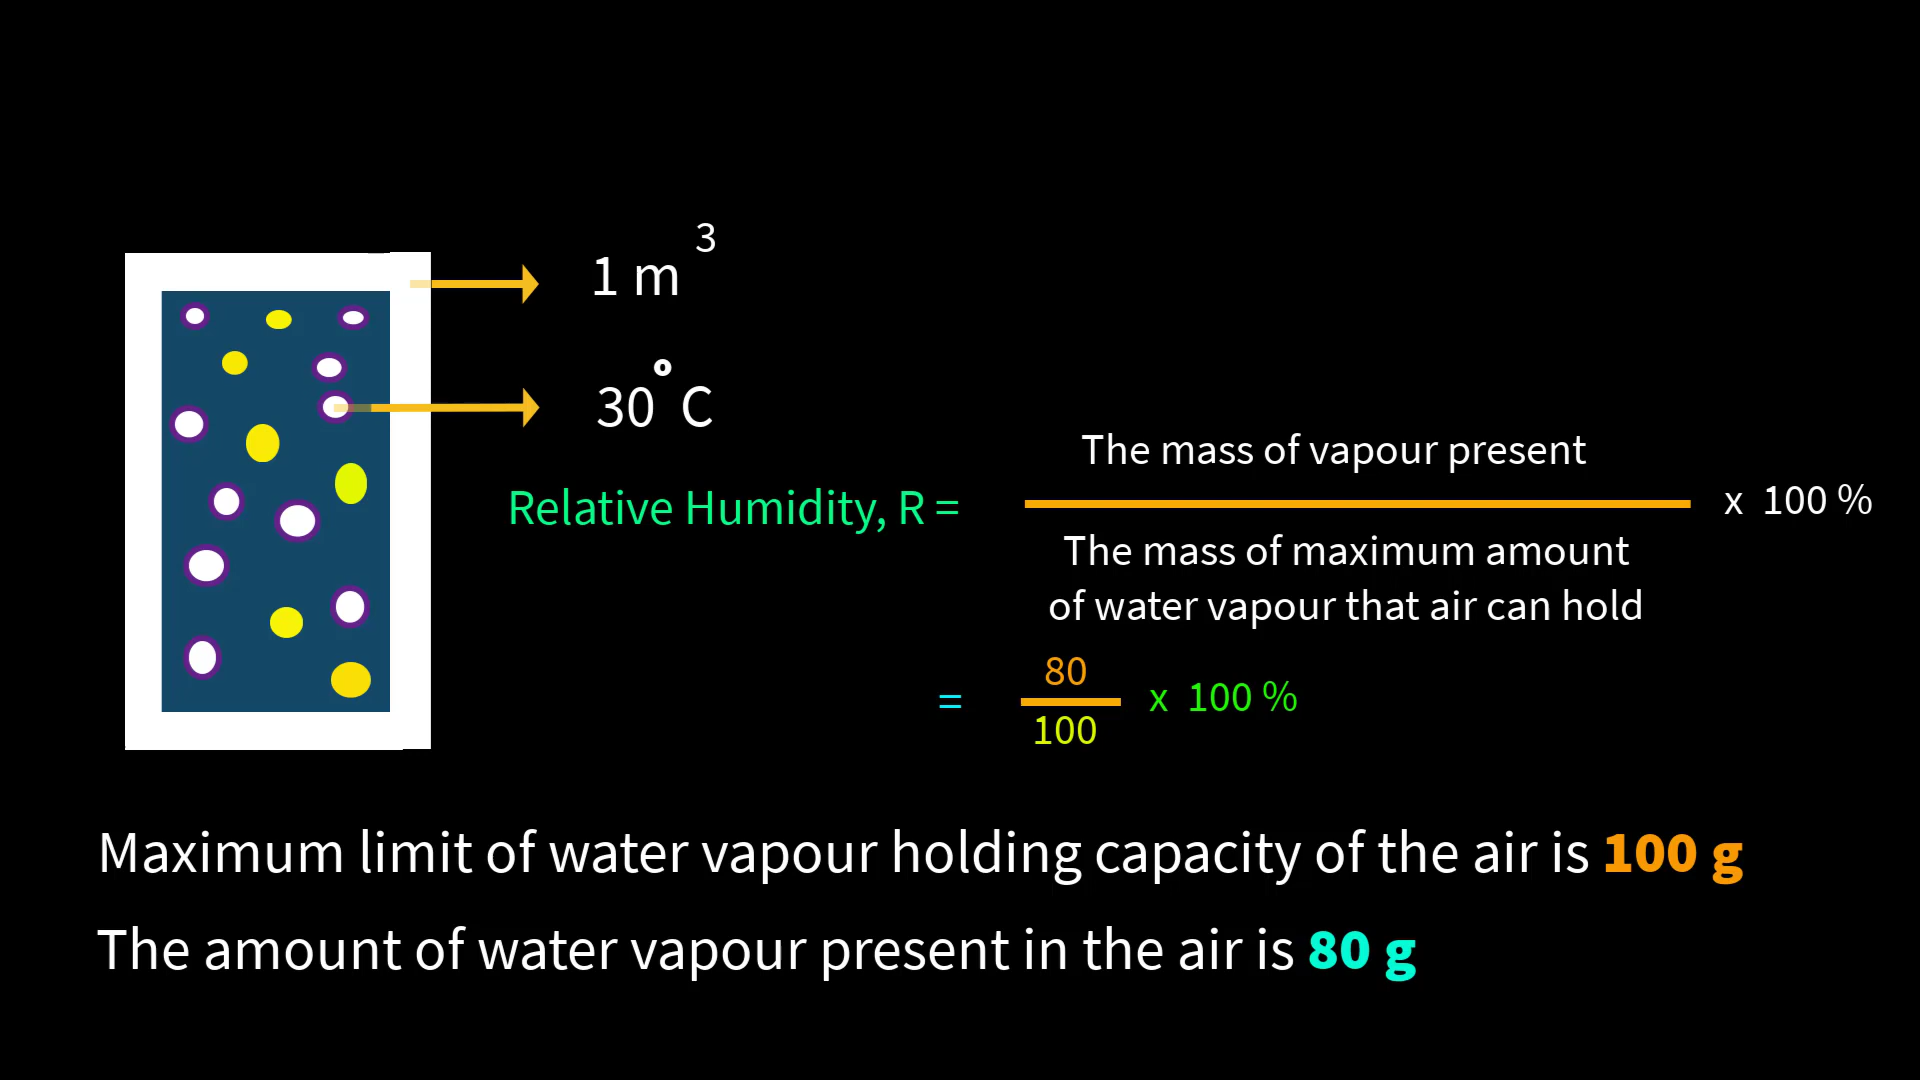 1 m 3
30° C
Relative Humidity, R =
The mass of vapour present
x 100 %
The mass of maximum amount
of water vapour that air can hold
=
80
100
x 100 %
Maximum limit of water vapour holding capacity of the air is 100 g
The amount of water vapour present in the air is 80 g